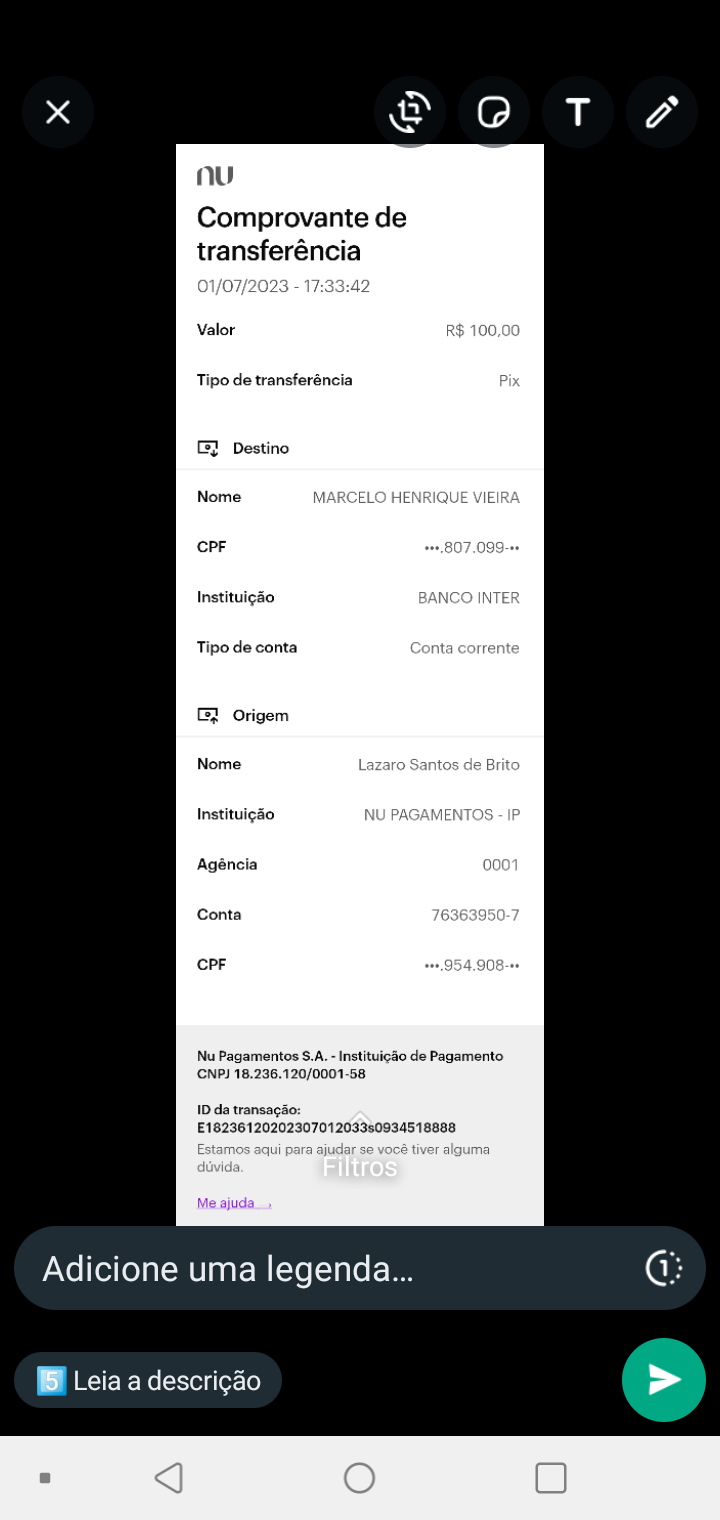 T
nu
Comprovante de
transferência
01/07/2023 - 17:33:42
Valor R$ 100,00
Tipo de transferência Pix
Destino
Nome MARCELO HENRIQUE VIEIRA
CPF •••.807.099-••
Instituição BANCO INTER
Tipo de conta Conta corrente
Origem
Nome Lazaro Santos de Brito
Instituição NU PAGAMENTOS - IP
Agência 0001
Conta 76363950-7
CPF •••.954.908-••
Nu Pagamentos S.A. - Instituição de Pagamento
CNPJ 18.236.120/0001-58
ID da transação:
E18236120202307012033s0934518888
Estamos aqui para ajudar se você tiver alguma
dúvida.
Filtros
Me ajuda →
Adicione uma legenda... 1
5️⃣ Leia a descrição